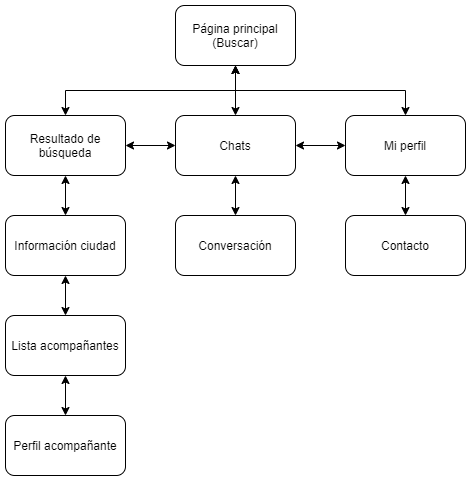 Página principal
(Buscar)
Resultado de
búsqueda
Chats
Mi perfil
Información ciudad
Conversación
Contacto
Lista acompañantes
Perfil acompañante